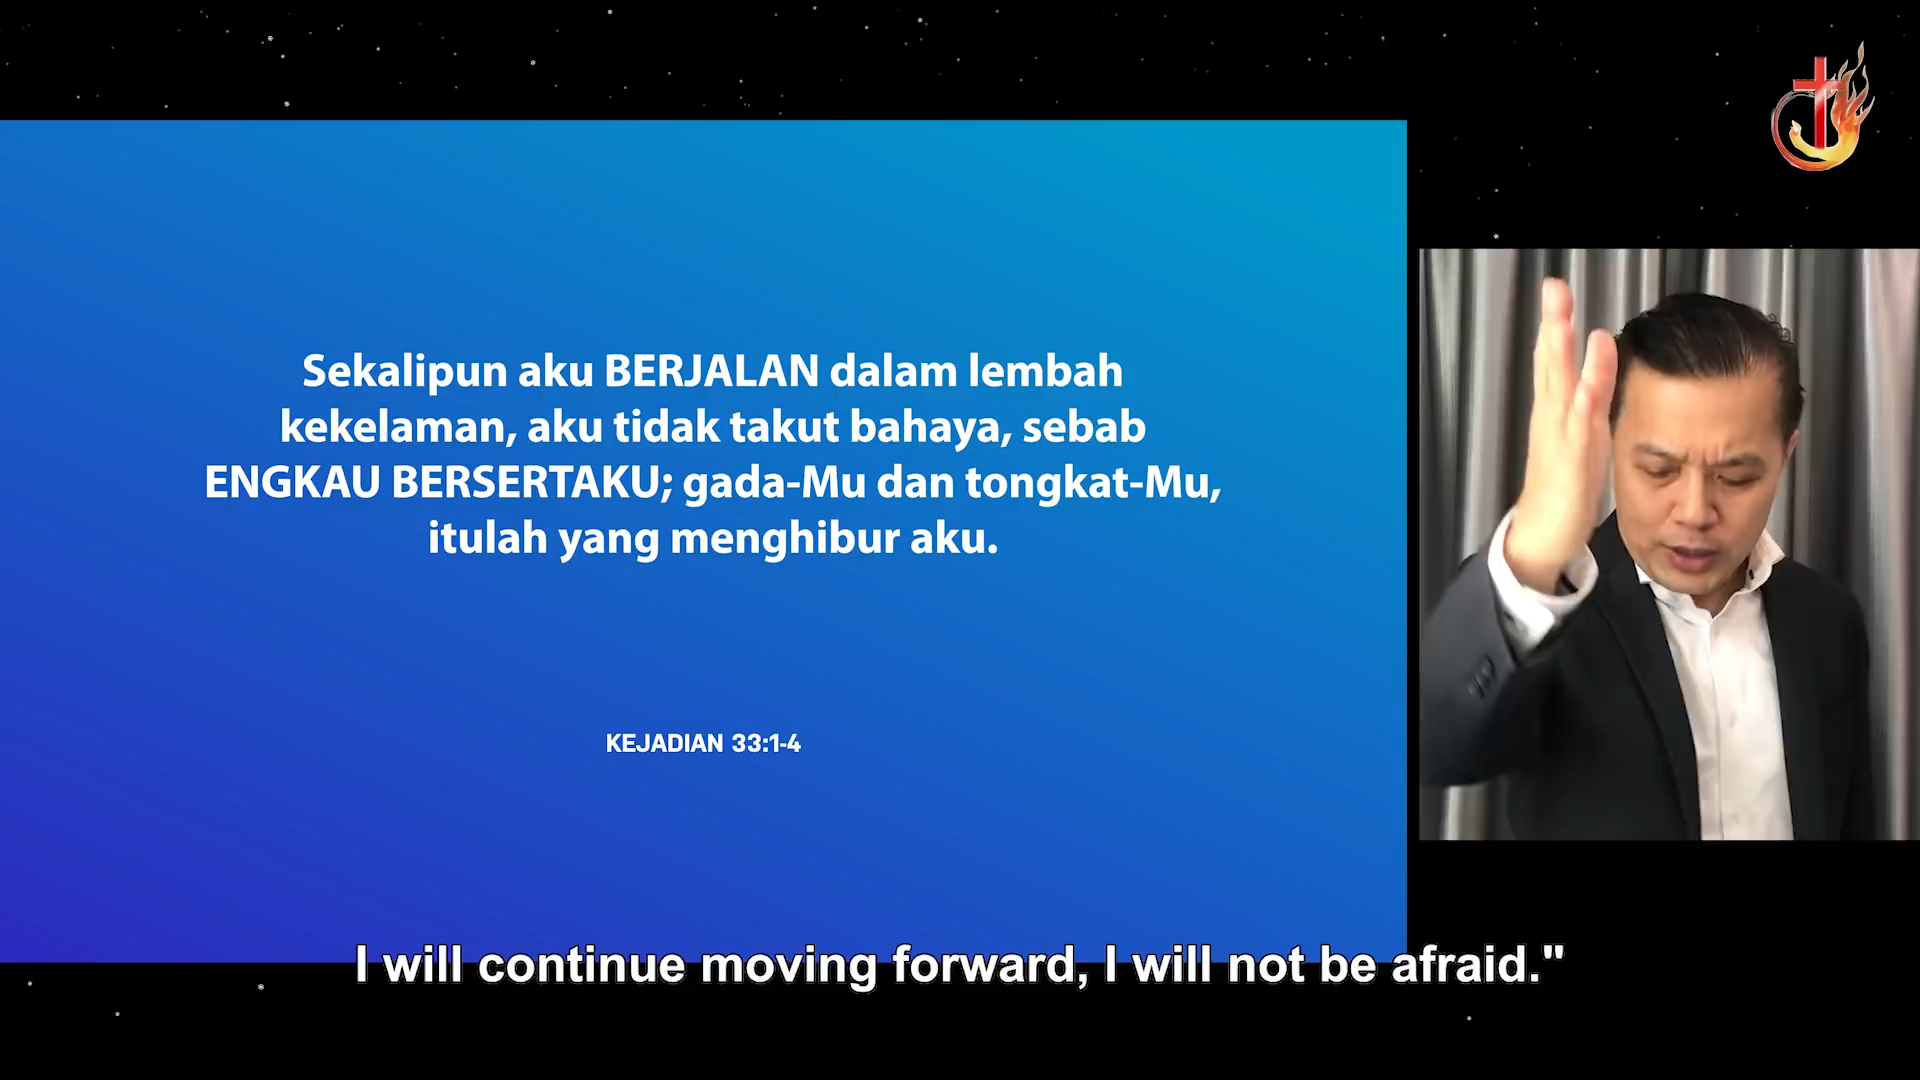 Sekalipun aku BERJALAN dalam lembah
kekelaman, aku tidak takut bahaya, sebab
ENGKAU BERSERTAKU; gada-Mu dan tongkat-Mu,
itulah yang menghibur aku.
KEJADIAN 33:1-4
I will continue moving forward, I will not be afraid."